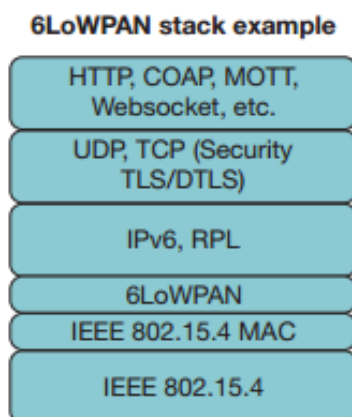 6LoWPAN stack example
HTTP, COAP, MOTT,
Websocket, etc.
UDP, TCP (Security
TLS/DTLS)
IPv6, RPL
6LoWPAN
IEEE 802.15.4 MAC
IEEE 802.15.4